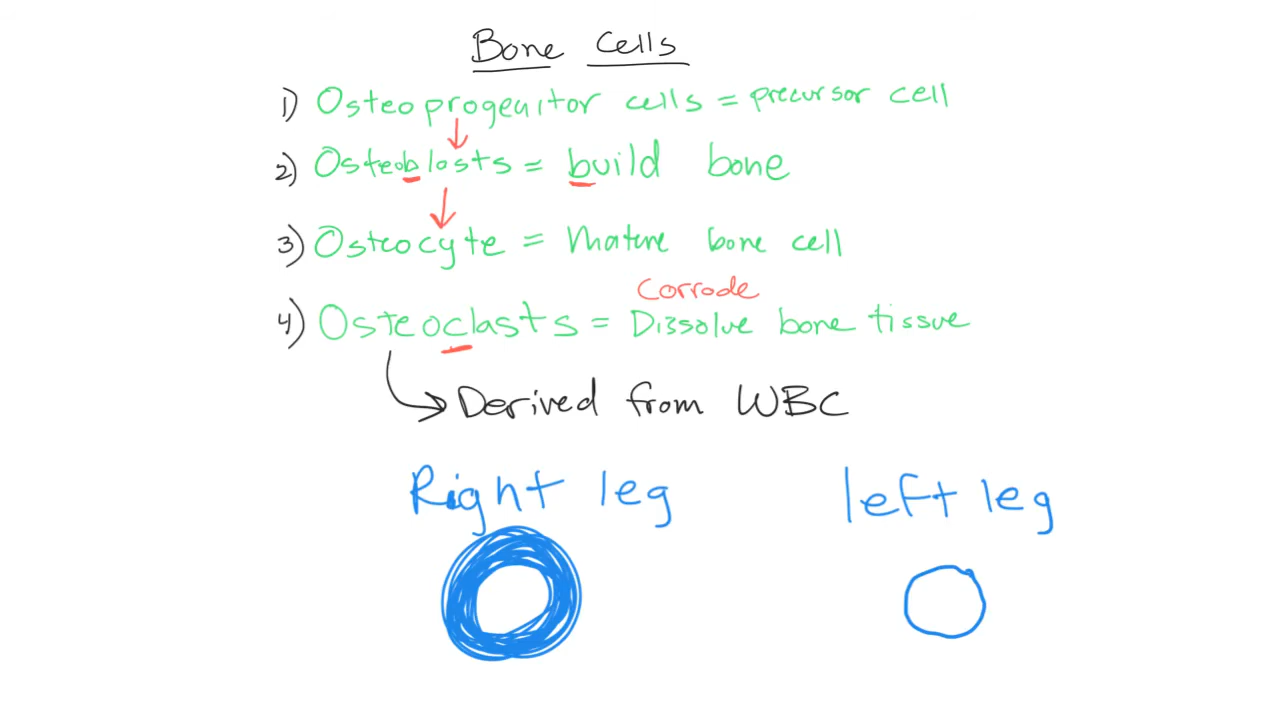 Bone Cells
1) Osteoprogenitor cells = precursor cell
2) Osteoblasts = build bone
3) Osteocyte = Mature bone cell
Corrode
4) Osteoclasts = Dissolve bone tissue
Derived from WBC
Right leg left leg